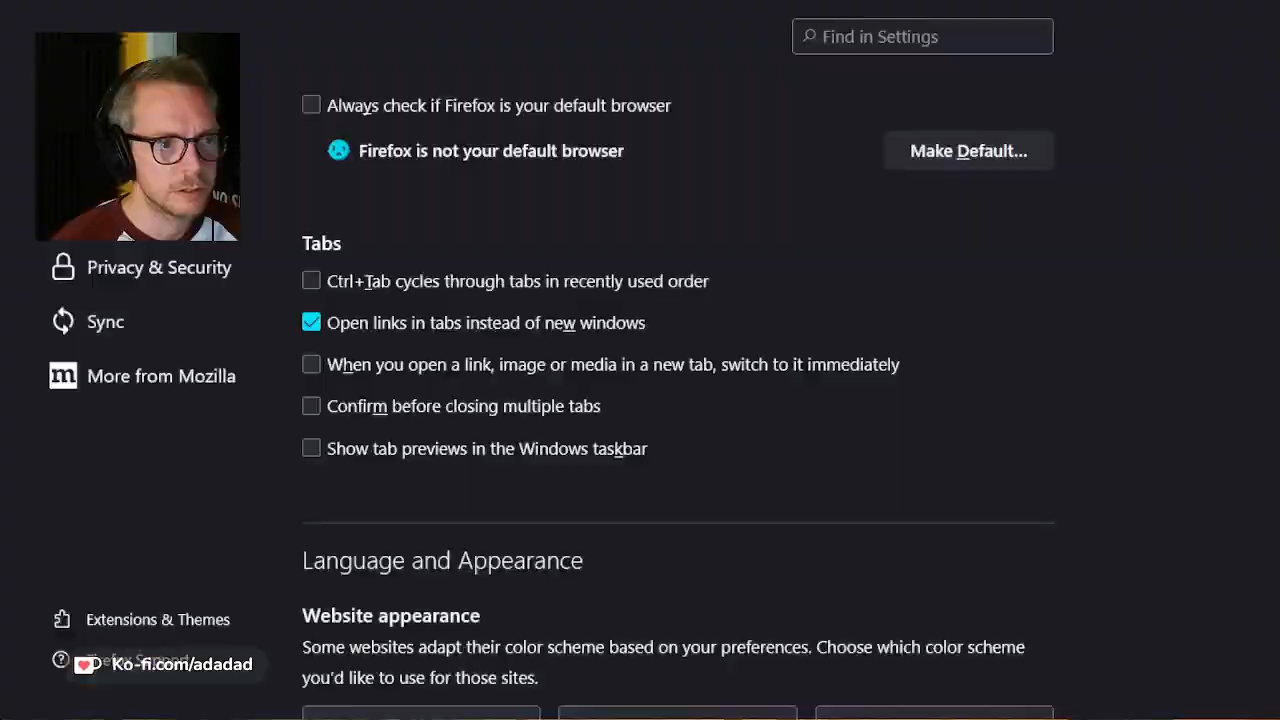 Find in Settings
Always check if Firefox is your default browser
Firefox is not your default browser
Make Default...
Tabs
Privacy & Security
Ctrl+Tab cycles through tabs in recently used order
Sync
Open links in tabs instead of new windows
When you open a link, image or media in a new tab, switch to it immediately
More from Mozilla
Confirm before closing multiple tabs
Show tab previews in the Windows taskbar
Language and Appearance
Website appearance
Extensions & Themes
Some websites adapt their color scheme based on your preferences. Choose which color scheme
you'd like to use for those sites.
Firefox Support
Ko-fi.com/adadad